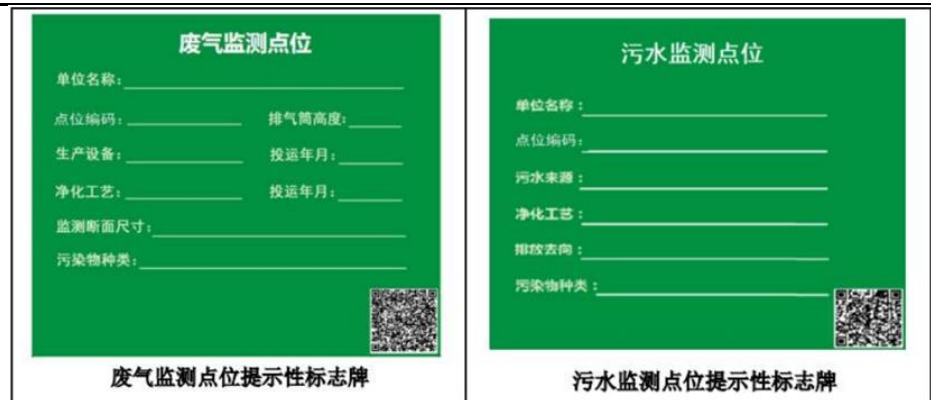 废气监测点位
单位名称：
点位编码： 排气筒高度：
生产设备： 投运年月：
净化工艺： 投运年月：
监测断面尺寸：
污染物种类：
废气监测点位提示性标志牌
污水监测点位
单位名称：
点位编码：
污水来源：
净化工艺：
排放去向：
污染物种类：
污水监测点位提示性标志牌